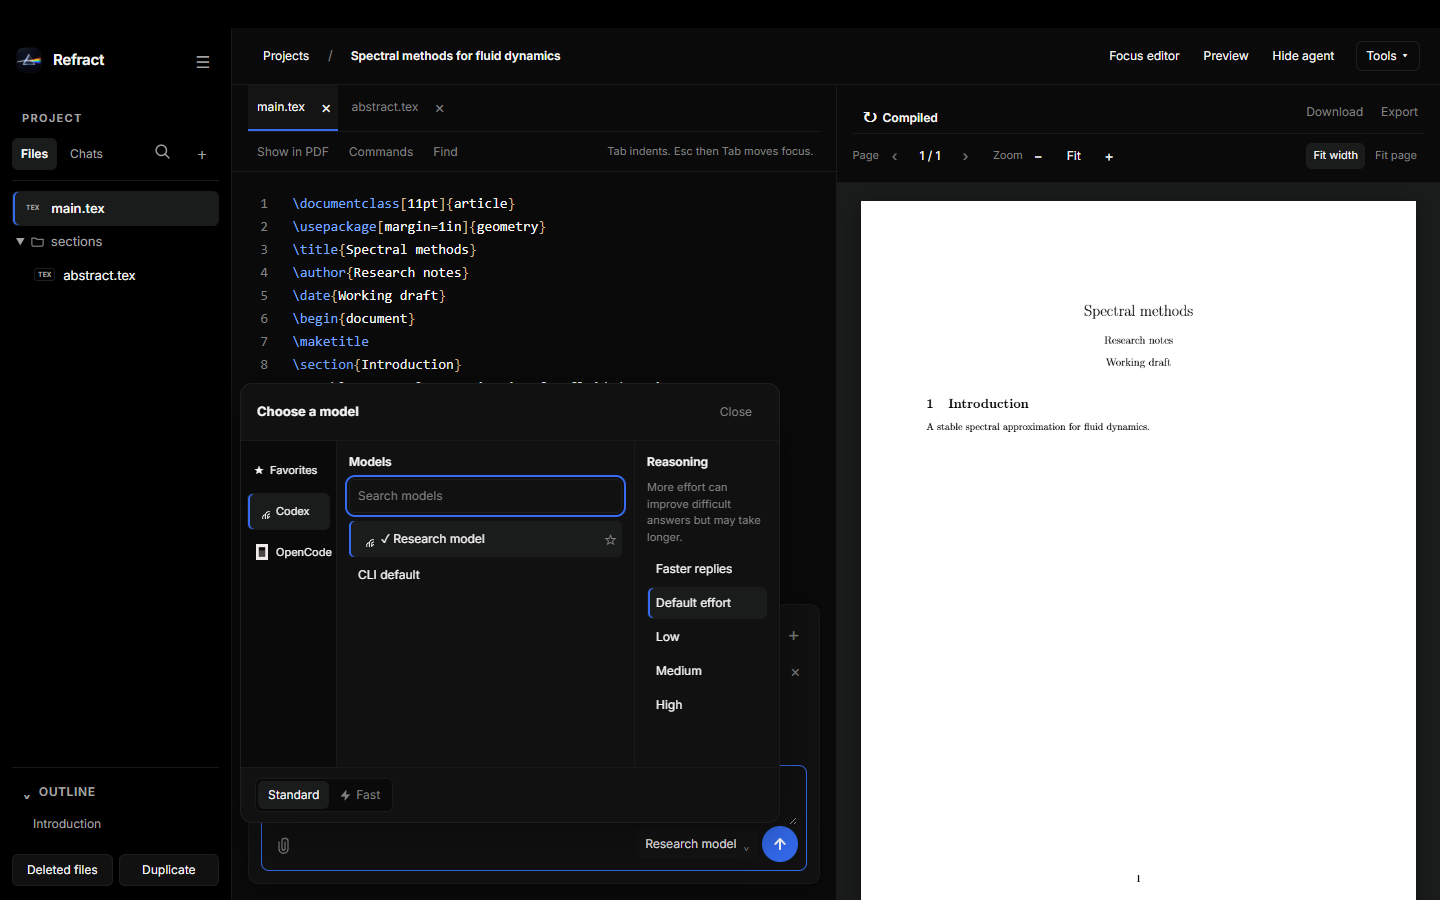 Refract
☰
PROJECT
Files
Chats
+
TEX main.tex
▼ sections
TEX abstract.tex
OUTLINE
Introduction
Deleted files
Duplicate
Projects / Spectral methods for fluid dynamics
Focus editor
Preview
Hide agent
Tools ▾
main.tex ×
abstract.tex ×
Show in PDF
Commands
Find
Tab indents. Esc then Tab moves focus.
1 \documentclass[11pt]{article}
2 \usepackage[margin=1in]{geometry}
3 \title{Spectral methods}
4 \author{Research notes}
5 \date{Working draft}
6 \begin{document}
7 \maketitle
8 \section{Introduction}
Choose a model
Close
★ Favorites
Codex
OpenCode
Models
Search models
✓ Research model ☆
CLI default
Reasoning
More effort can
improve difficult
answers but may take
longer.
Faster replies
Default effort
Low
Medium
High
Standard
Fast
+
×
Research model
↑
↻ Compiled
Download
Export
Page ‹ 1 / 1 › Zoom – Fit +
Fit width
Fit page
Spectral methods
Research notes
Working draft
1 Introduction
A stable spectral approximation for fluid dynamics.
1